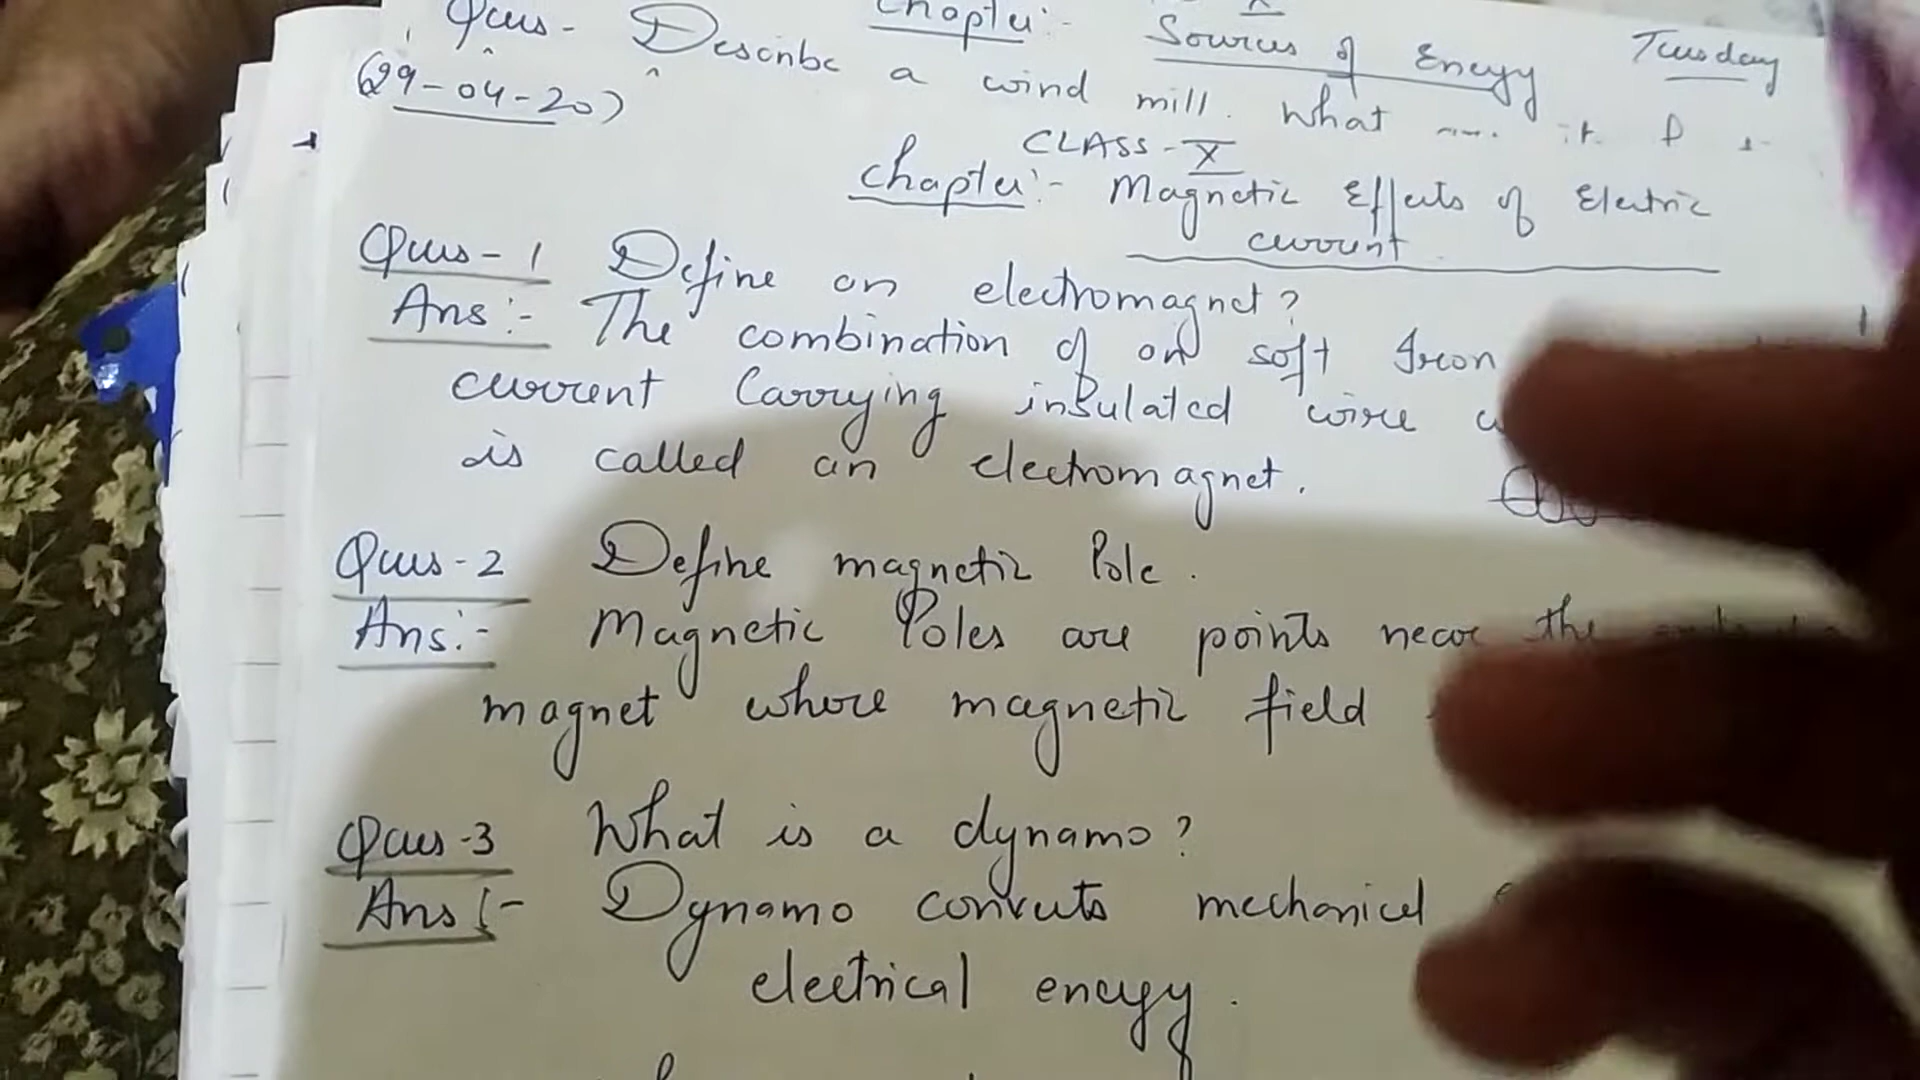 Chapter:- Sources of Energy Tuesday
Ques- Describe a wind mill. What it
(29-04-20)
CLASS-X
Chapter:- Magnetic Effects of Electric
current
Ques-1 Define an electromagnet?
Ans:- The combination of an soft Iron
current Carrying insulated wire
is called an electromagnet.
Ques-2 Define magnetic Pole.
Ans:- Magnetic Poles are points near the
magnet where magnetic field
Ques-3 What is a dynamo?
Ans:- Dynamo converts mechanical
electrical energy.